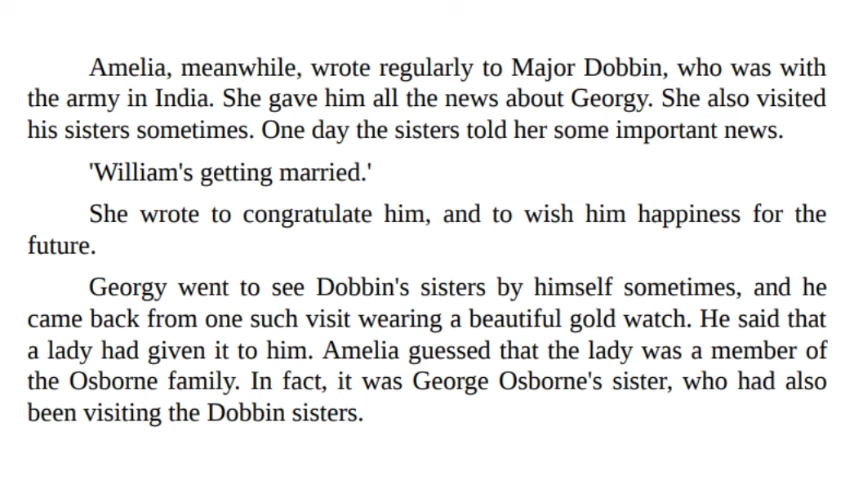 Amelia, meanwhile, wrote regularly to Major Dobbin, who was with
the army in India. She gave him all the news about Georgy. She also visited
his sisters sometimes. One day the sisters told her some important news.
'William's getting married.'
She wrote to congratulate him, and to wish him happiness for the
future.
Georgy went to see Dobbin's sisters by himself sometimes, and he
came back from one such visit wearing a beautiful gold watch. He said that
a lady had given it to him. Amelia guessed that the lady was a member of
the Osborne family. In fact, it was George Osborne's sister, who had also
been visiting the Dobbin sisters.